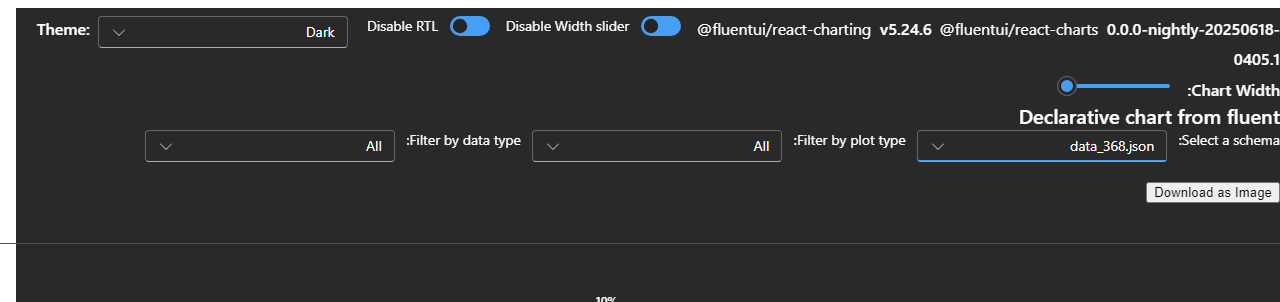 Theme: Dark Disable RTL Disable Width slider @fluentui/react-charting v5.24.6 @fluentui/react-charts 0.0.0-nightly-20250618-
0405.1
:Chart Width
Declarative chart from fluent
:Select a schema data_368.json :Filter by plot type All :Filter by data type All
Download as Image
10%